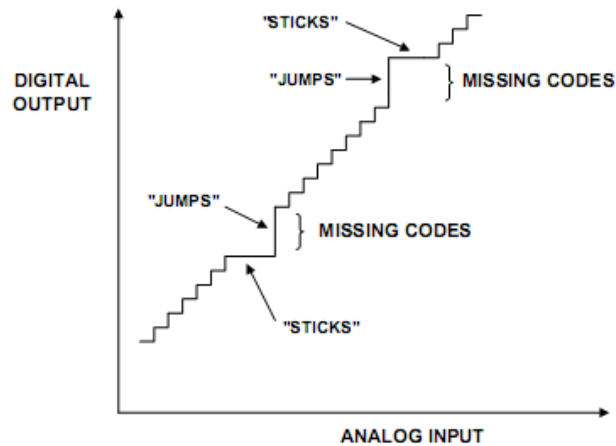 "STICKS"
DIGITAL
OUTPUT
"JUMPS"
MISSING CODES
"JUMPS"
MISSING CODES
"STICKS"
ANALOG INPUT